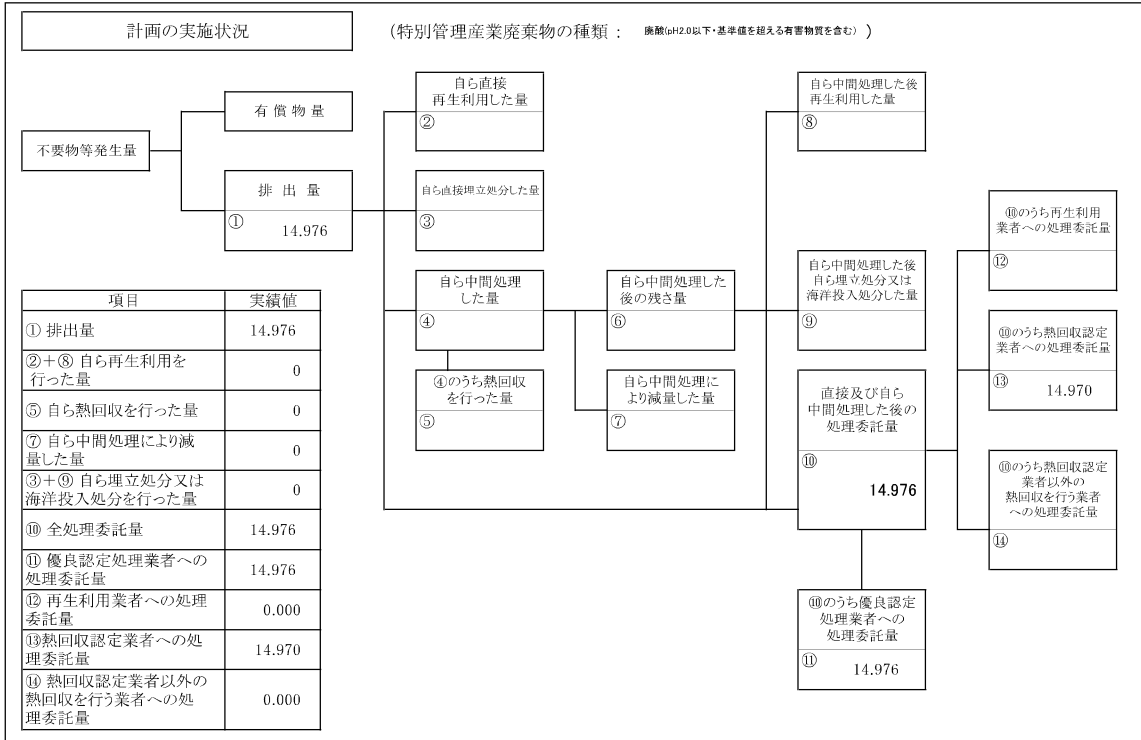 計画の実施状況
(特別管理産業廃棄物の種類： 廃酸(pH2.0以下・基準値を超える有害物質を含む) )
不要物等発生量
有償物量
排出量
①
14.976
自ら直接
再生利用した量
②
自ら直接埋立処分した量
③
自ら中間処理
した量
④
④のうち熱回収
を行った量
⑤
自ら中間処理した
後の残さ量
⑥
自ら中間処理に
より減量した量
⑦
自ら中間処理した後
再生利用した量
⑧
自ら中間処理した後
自ら埋立処分又は
海洋投入処分した量
⑨
直接及び自ら
中間処理した後の
処理委託量
⑩
14.976
⑩のうち優良認定
処理業者への
処理委託量
⑪ 14.976
⑩のうち再生利用
業者への処理委託量
⑫
⑩のうち熱回収認定
業者への処理委託量
⑬ 14.970
⑩のうち熱回収認定
業者以外の
熱回収を行う業者
への処理委託量
⑭
項目 実績値
① 排出量 14.976
②＋⑧ 自ら再生利用を
行った量 0
⑤ 自ら熱回収を行った量 0
⑦ 自ら中間処理により減
量した量 0
③＋⑨ 自ら埋立処分又は
海洋投入処分を行った量 0
⑩ 全処理委託量 14.976
⑪ 優良認定処理業者への
処理委託量 14.976
⑫ 再生利用業者への処理
委託量 0.000
⑬熱回収認定業者への処
理委託量 14.970
⑭ 熱回収認定業者以外の
熱回収を行う業者への処
理委託量 0.000